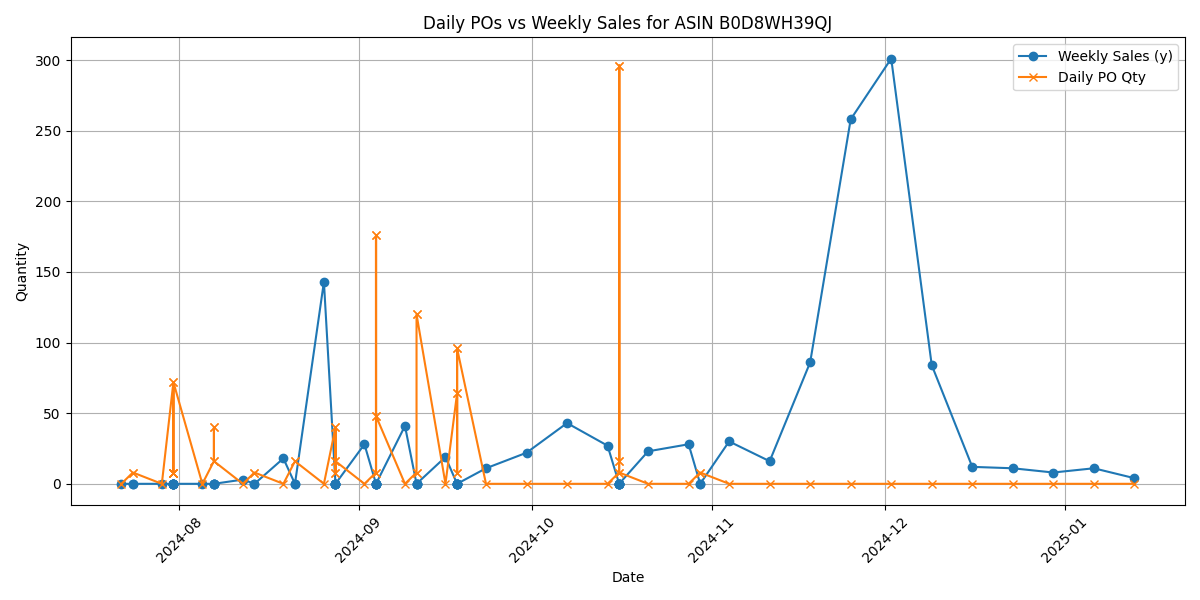 Daily POs vs Weekly Sales for ASIN B0D8WH39QJ
Weekly Sales (y)
Daily PO Qty
300
250
200
150
100
50
0
Quantity
2024-08
2024-09
2024-10
2024-11
2024-12
2025-01
Date